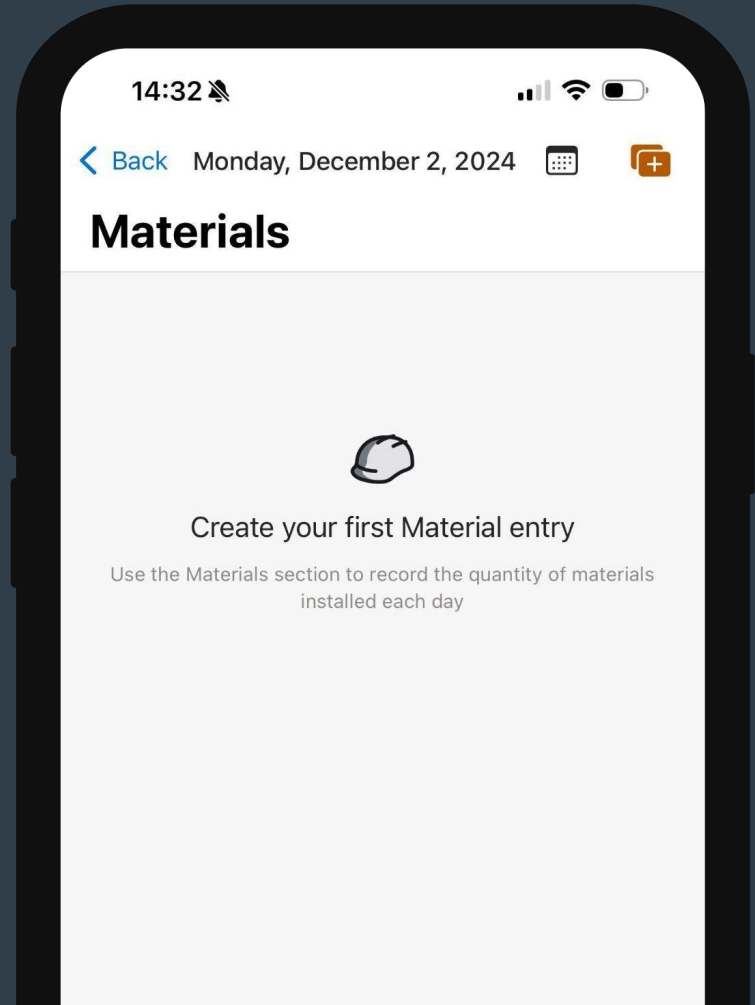 14:32
Back Monday, December 2, 2024
Materials
Create your first Material entry
Use the Materials section to record the quantity of materials
installed each day